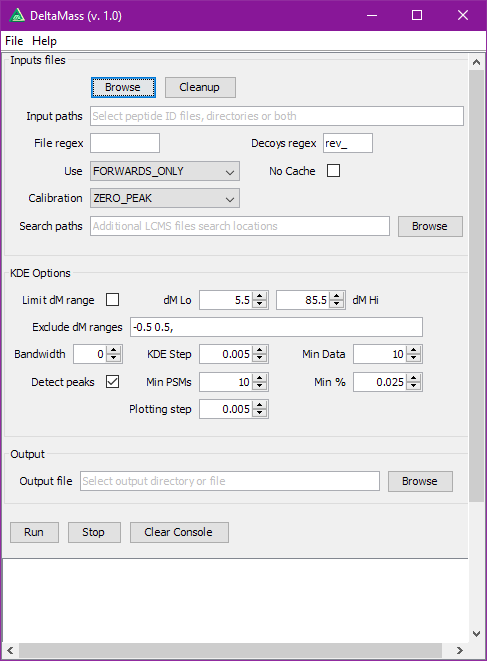 DeltaMass (v. 1.0)
File Help
Inputs files
Browse Cleanup
Input paths Select peptide ID files, directories or both
File regex Decoys regex rev_
Use FORWARDS_ONLY No Cache
Calibration ZERO_PEAK
Search paths Additional LCMS files search locations Browse
KDE Options
Limit dM range dM Lo 5.5 85.5 dM Hi
Exclude dM ranges -0.5 0.5,
Bandwidth 0 KDE Step 0.005 Min Data 10
Detect peaks Min PSMs 10 Min % 0.025
Plotting step 0.005
Output
Output file Select output directory or file Browse
Run Stop Clear Console